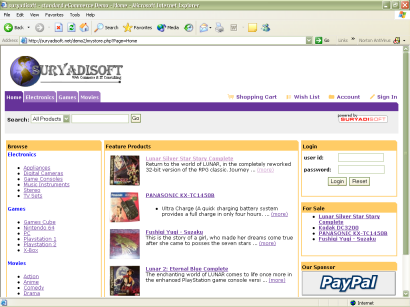 suryadisoft - standard eCommerce Demo - Home - Microsoft Internet Explorer
File Edit View Favorites Tools Help
Back Search Favorites Media
Address http://suryadisoft.net/demo2/mystore.php?Page=Home Go Links Norton AntiVirus
SURYADISOFT
Web Commerce & IT Consulting
Home Electronics Games Movies
Shopping Cart Wish List Account Sign In
Search: All Products Go
powered by
SURYADISOFT
Browse
Electronics
Appliances
Digital Cameras
Game Consoles
Music Instruments
Stereo
TV Sets
Games
Games Cube
Nintendo 64
PC
Playstation 1
Playstation 2
X-Box
Movies
Action
Anime
Comedy
Drama
Feature Products
Lunar Silver Star Story Complete
Return to the world of LUNAR, in the completely reworked
32-bit version of the RPG classic. Journey ... (more)
PANASONIC KX-TC1450B
Ultra Charge (A quick charging battery system
provides a full charge in only four hours. ... (more)
Fushigi Yugi - Suzaku
This is the story of a girl, who made her dreams come true
after she came to posses the seven stars ... (more)
Lunar 2: Eternal Blue Complete
The enchanting world of LUNAR comes to life once more in
an enhanced PlayStation game console versi... (more)
Login
user id:
password:
Login Reset
For Sale
Lunar Silver Star Story
Complete
Kodak DC3200
PANASONIC KX-TC1450B
Fushigi Yugi - Suzaku
Our Sponsor
PayPal
Internet